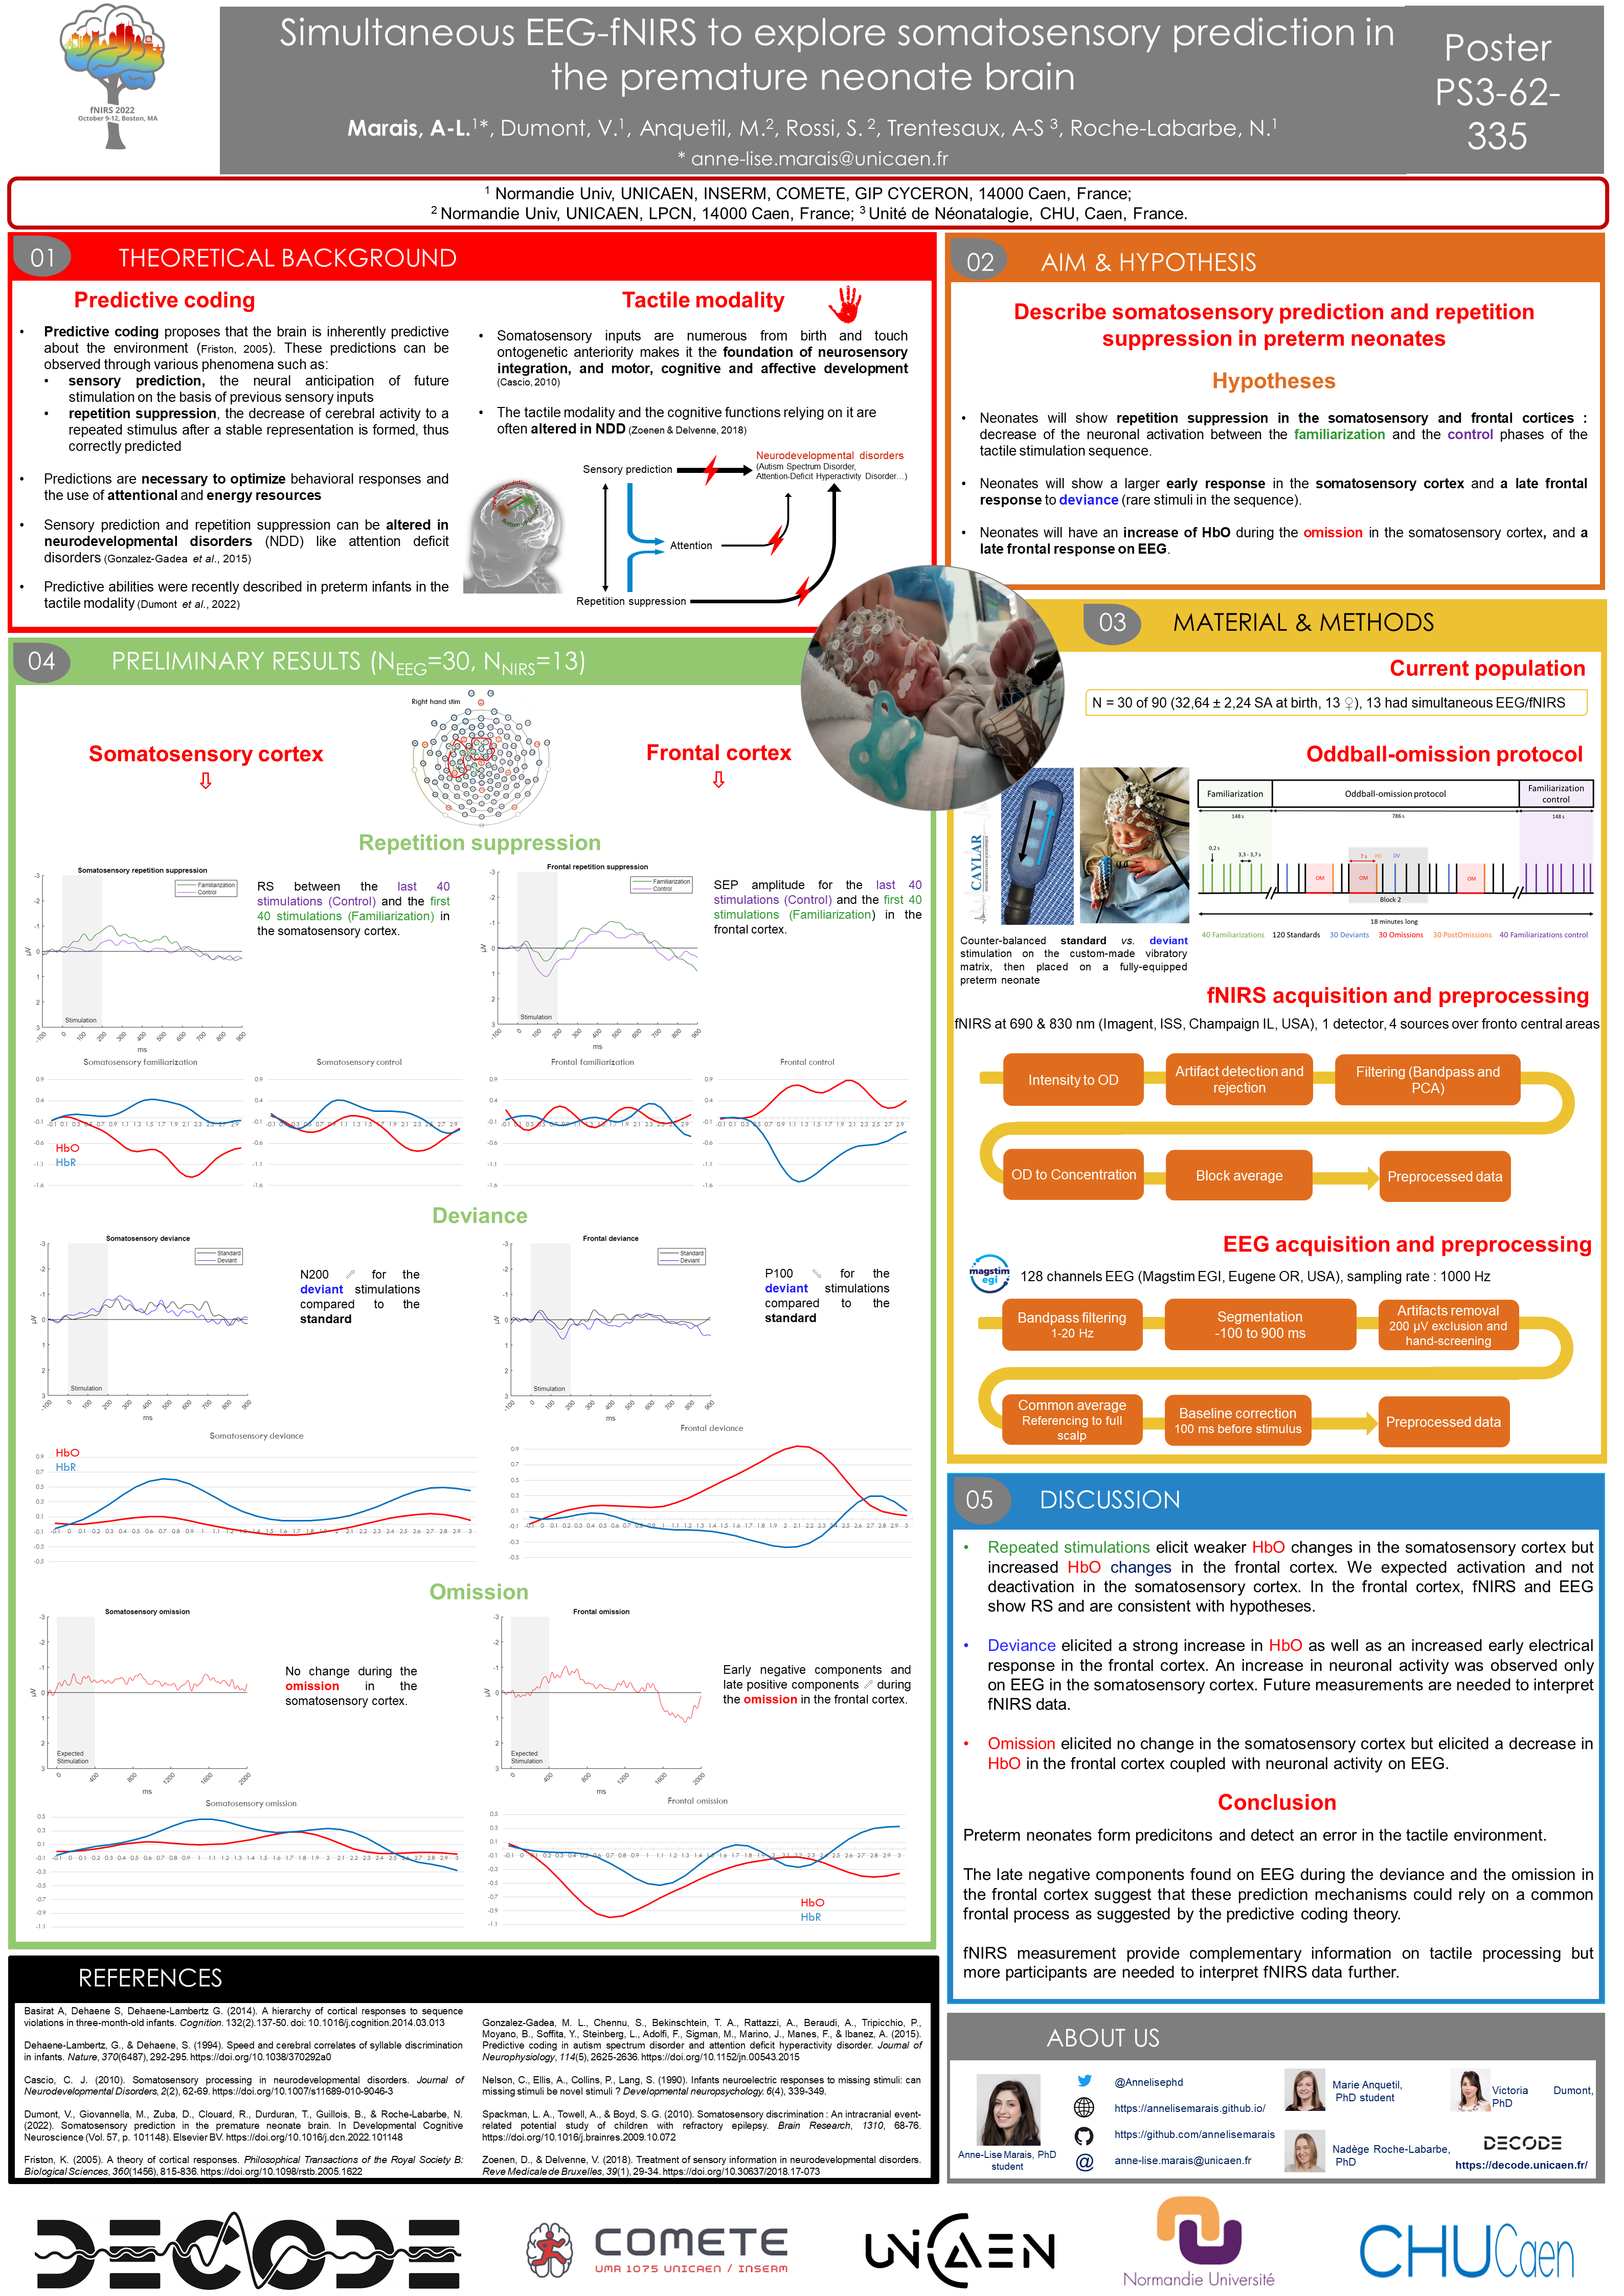 fNIRS 2022
October 9-12, Boston, MA
Simultaneous EEG-fNIRS to explore somatosensory prediction in
the premature neonate brain
Marais, A-L.1*, Dumont, V.1, Anquetil, M.2, Rossi, S. 2, Trentesaux, A-S 3, Roche-Labarbe, N.1
* anne-lise.marais@unicaen.fr
Poster
PS3-62-
335
1 Normandie Univ, UNICAEN, INSERM, COMETE, GIP CYCERON, 14000 Caen, France;
2 Normandie Univ, UNICAEN, LPCN, 14000 Caen, France; 3 Unité de Néonatalogie, CHU, Caen, France.
01 THEORETICAL BACKGROUND
Predictive coding
• Predictive coding proposes that the brain is inherently predictive
about the environment (Friston, 2005). These predictions can be
observed through various phenomena such as:
• sensory prediction, the neural anticipation of future
stimulation on the basis of previous sensory inputs
• repetition suppression, the decrease of cerebral activity to a
repeated stimulus after a stable representation is formed, thus
correctly predicted
• Predictions are necessary to optimize behavioral responses and
the use of attentional and energy resources
• Sensory prediction and repetition suppression can be altered in
neurodevelopmental disorders (NDD) like attention deficit
disorders (Gonzalez-Gadea et al., 2015)
• Predictive abilities were recently described in preterm infants in the
tactile modality (Dumont et al., 2022)
Tactile modality
• Somatosensory inputs are numerous from birth and touch
ontogenetic anteriority makes it the foundation of neurosensory
integration, and motor, cognitive and affective development
(Cascio, 2010)
• The tactile modality and the cognitive functions relying on it are
often altered in NDD (Zoenen & Delvenne, 2018)
Sensory prediction
Neurodevelopmental disorders
(Autism Spectrum Disorder,
Attention-Deficit Hyperactivity Disorder…)
Attention
Repetition suppression
02 AIM & HYPOTHESIS
Describe somatosensory prediction and repetition
suppression in preterm neonates
Hypotheses
• Neonates will show repetition suppression in the somatosensory and frontal cortices :
decrease of the neuronal activation between the familiarization and the control phases of the
tactile stimulation sequence.
• Neonates will show a larger early response in the somatosensory cortex and a late frontal
response to deviance (rare stimuli in the sequence).
• Neonates will have an increase of HbO during the omission in the somatosensory cortex, and a
late frontal response on EEG.
03 MATERIAL & METHODS
Current population
N = 30 of 90 (32,64 ± 2,24 SA at birth, 13 ♀), 13 had simultaneous EEG/fNIRS
Oddball-omission protocol
CAYLAR
Familiarization
Oddball-omission protocol
Familiarization
control
148 s
786 s
148 s
0,2 s
3,3 - 3,7 s
7 s PO DV
OM
OM
OM
Block 2
18 minutes long
40 Familiarizations 120 Standards 30 Deviants 30 Omissions 30 PostOmissions 40 Familiarizations control
Counter-balanced standard vs. deviant
stimulation on the custom-made vibratory
matrix, then placed on a fully-equipped
preterm neonate
fNIRS acquisition and preprocessing
fNIRS at 690 & 830 nm (Imagent, ISS, Champaign IL, USA), 1 detector, 4 sources over fronto central areas
Intensity to OD
Artifact detection and
rejection
Filtering (Bandpass and
PCA)
OD to Concentration
Block average
Preprocessed data
EEG acquisition and preprocessing
magstim
egi
128 channels EEG (Magstim EGI, Eugene OR, USA), sampling rate : 1000 Hz
Bandpass filtering
1-20 Hz
Segmentation
-100 to 900 ms
Artifacts removal
200 µV exclusion and
hand-screening
Common average
Referencing to full
scalp
Baseline correction
100 ms before stimulus
Preprocessed data
04 PRELIMINARY RESULTS (NEEG=30, NNIRS=13)
Right hand stim
Somatosensory cortex
Frontal cortex
Repetition suppression
Somatosensory repetition suppression
Familiarization
Control
Stimulation
ms
RS between the last 40
stimulations (Control) and the first
40 stimulations (Familiarization) in
the somatosensory cortex.
Frontal repetition suppression
Familiarization
Control
Stimulation
ms
SEP amplitude for the last 40
stimulations (Control) and the first 40
stimulations (Familiarization) in the
frontal cortex.
Somatosensory familiarization
HbO
HbR
Somatosensory control
Frontal familiarization
Frontal control
Deviance
Somatosensory deviance
Standard
Deviant
Stimulation
ms
N200 for the
deviant stimulations
compared to the
standard
Frontal deviance
Standard
Deviant
Stimulation
ms
P100 for the
deviant stimulations
compared to the
standard
Somatosensory deviance
HbO
HbR
Frontal deviance
Omission
Somatosensory omission
Expected
Stimulation
ms
No change during the
omission in the
somatosensory cortex.
Frontal omission
Expected
Stimulation
ms
Early negative components and
late positive components during
the omission in the frontal cortex.
Somatosensory omission
Frontal omission
HbO
HbR
05 DISCUSSION
• Repeated stimulations elicit weaker HbO changes in the somatosensory cortex but
increased HbO changes in the frontal cortex. We expected activation and not
deactivation in the somatosensory cortex. In the frontal cortex, fNIRS and EEG
show RS and are consistent with hypotheses.
• Deviance elicited a strong increase in HbO as well as an increased early electrical
response in the frontal cortex. An increase in neuronal activity was observed only
on EEG in the somatosensory cortex. Future measurements are needed to interpret
fNIRS data.
• Omission elicited no change in the somatosensory cortex but elicited a decrease in
HbO in the frontal cortex coupled with neuronal activity on EEG.
Conclusion
Preterm neonates form predicitons and detect an error in the tactile environment.
The late negative components found on EEG during the deviance and the omission in
the frontal cortex suggest that these prediction mechanisms could rely on a common
frontal process as suggested by the predictive coding theory.
fNIRS measurement provide complementary information on tactile processing but
more participants are needed to interpret fNIRS data further.
REFERENCES
Basirat A, Dehaene S, Dehaene-Lambertz G. (2014). A hierarchy of cortical responses to sequence
violations in three-month-old infants. Cognition. 132(2).137-50. doi: 10.1016/j.cognition.2014.03.013
Dehaene-Lambertz, G., & Dehaene, S. (1994). Speed and cerebral correlates of syllable discrimination
in infants. Nature, 370(6487), 292-295. https://doi.org/10.1038/370292a0
Cascio, C. J. (2010). Somatosensory processing in neurodevelopmental disorders. Journal of
Neurodevelopmental Disorders, 2(2), 62-69. https://doi.org/10.1007/s11689-010-9046-3
Dumont, V., Giovannella, M., Zuba, D., Clouard, R., Durduran, T., Guillois, B., & Roche-Labarbe, N.
(2022). Somatosensory prediction in the premature neonate brain. In Developmental Cognitive
Neuroscience (Vol. 57, p. 101148). Elsevier BV. https://doi.org/10.1016/j.dcn.2022.101148
Friston, K. (2005). A theory of cortical responses. Philosophical Transactions of the Royal Society B:
Biological Sciences, 360(1456), 815-836. https://doi.org/10.1098/rstb.2005.1622
Gonzalez-Gadea, M. L., Chennu, S., Bekinschtein, T. A., Rattazzi, A., Beraudi, A., Tripicchio, P.,
Moyano, B., Soffita, Y., Steinberg, L., Adolfi, F., Sigman, M., Marino, J., Manes, F., & Ibanez, A. (2015).
Predictive coding in autism spectrum disorder and attention deficit hyperactivity disorder. Journal of
Neurophysiology, 114(5), 2625-2636. https://doi.org/10.1152/jn.00543.2015
Nelson, C., Ellis, A., Collins, P., Lang, S. (1990). Infants neuroelectric responses to missing stimuli: can
missing stimuli be novel stimuli ? Developmental neuropsychology. 6(4), 339-349.
Spackman, L. A., Towell, A., & Boyd, S. G. (2010). Somatosensory discrimination : An intracranial event-
related potential study of children with refractory epilepsy. Brain Research, 1310, 68-76.
https://doi.org/10.1016/j.brainres.2009.10.072
Zoenen, D., & Delvenne, V. (2018). Treatment of sensory information in neurodevelopmental disorders.
Reve Medicale de Bruxelles, 39(1), 29-34. https://doi.org/10.30637/2018.17-073
ABOUT US
Anne-Lise Marais, PhD
student
@Annelisephd
https://annelisemarais.github.io/
https://github.com/annelisemarais
anne-lise.marais@unicaen.fr
Marie Anquetil,
PhD student
Victoria Dumont,
PhD
Nadège Roche-Labarbe,
PhD
DECODE
https://decode.unicaen.fr/
DECODE
COMETE
UMR 1075 UNICAEN / INSERM
UNICAEN
Normandie Université
CHU Caen